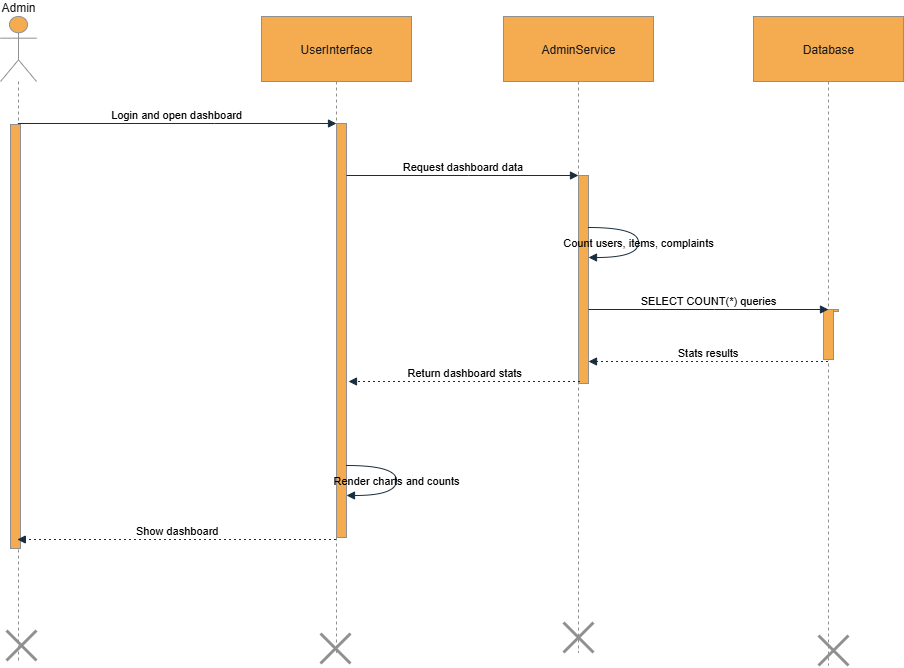 Admin
UserInterface
AdminService
Database
Login and open dashboard
Request dashboard data
Count users, items, complaints
SELECT COUNT(*) queries
Stats results
Return dashboard stats
Render charts and counts
Show dashboard